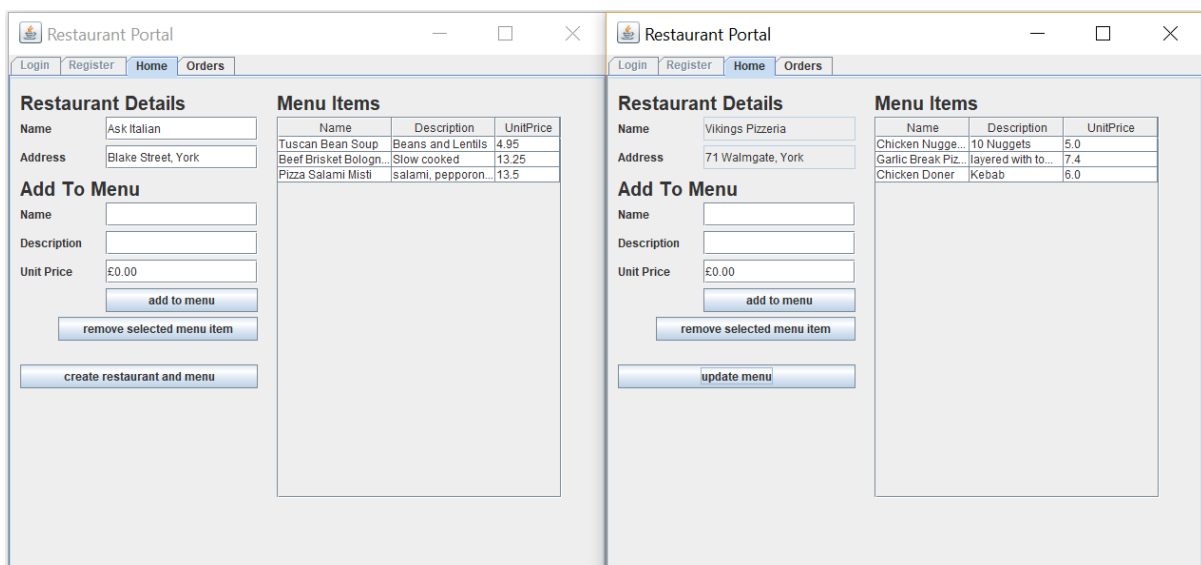 Restaurant Portal
Login Register Home Orders
Restaurant Details
Name Ask Italian
Address Blake Street, York
Add To Menu
Name
Description
Unit Price £0.00
add to menu
remove selected menu item
create restaurant and menu
Menu Items
Name Description UnitPrice
Tuscan Bean Soup Beans and Lentils 4.95
Beef Brisket Bologn... Slow cooked 13.25
Pizza Salami Misti salami, pepporon... 13.5
Restaurant Portal
Login Register Home Orders
Restaurant Details
Name Vikings Pizzeria
Address 71 Walmgate, York
Add To Menu
Name
Description
Unit Price £0.00
add to menu
remove selected menu item
update menu
Menu Items
Name Description UnitPrice
Chicken Nugge... 10 Nuggets 5.0
Garlic Break Piz... layered with to... 7.4
Chicken Doner Kebab 6.0